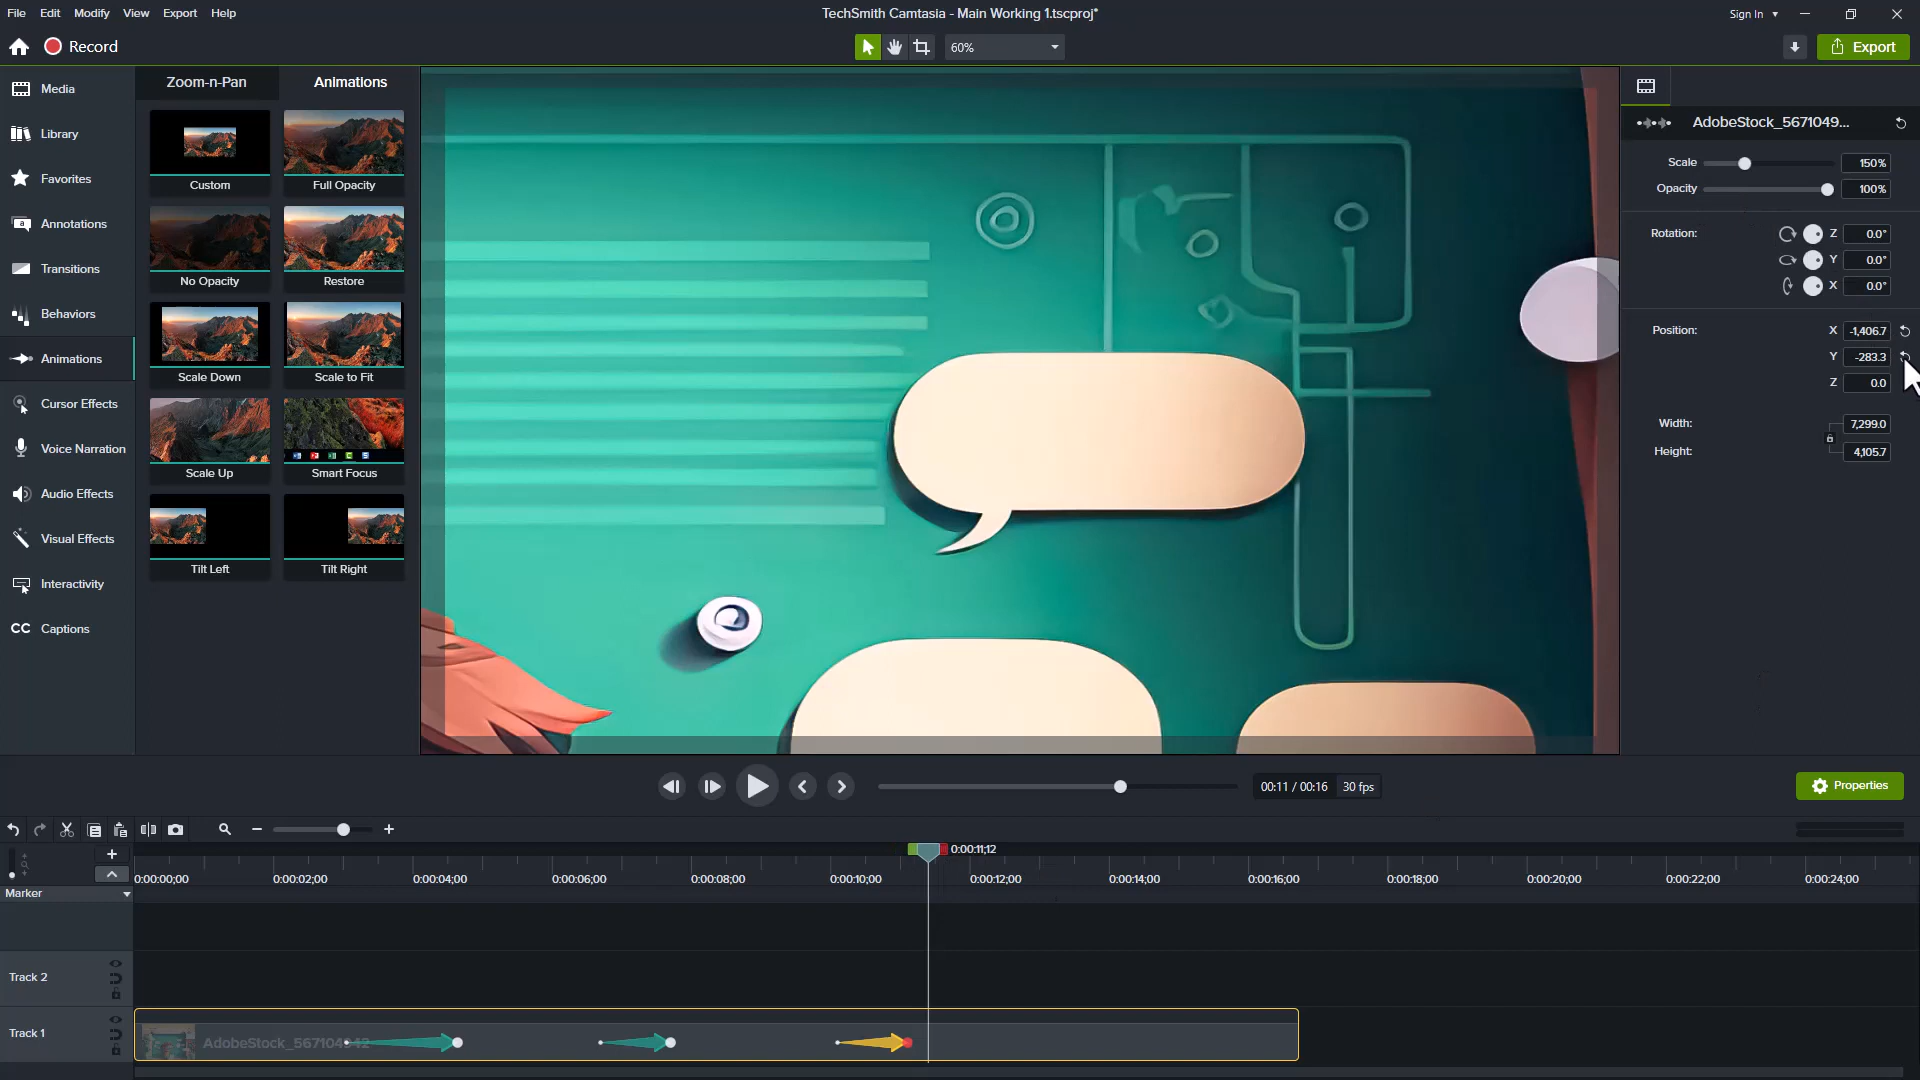 File Edit Modify View Export Help
TechSmith Camtasia - Main Working 1.tscproj*
Sign In
Record
60%
Export
Media
Library
Favorites
Annotations
Transitions
Behaviors
Animations
Cursor Effects
Voice Narration
Audio Effects
Visual Effects
Interactivity
CC Captions
Zoom-n-Pan Animations
Custom Full Opacity
No Opacity Restore
Scale Down Scale to Fit
Scale Up Smart Focus
Tilt Left Tilt Right
AdobeStock_5671049...
Scale 150%
Opacity 100%
Rotation: Z 0.0°
Y 0.0°
X 0.0°
Position: X -1,406.7
Y -283.3
Z 0.0
Width: 7,299.0
Height: 4,105.7
00:11 / 00:16 30 fps
Properties
0:00:11;12
0:00:00;00 0:00:02;00 0:00:04;00 0:00:06;00 0:00:08;00 0:00:10;00 0:00:12;00 0:00:14;00 0:00:16;00 0:00:18;00 0:00:20;00 0:00:22;00 0:00:24;00
Marker
Track 2
Track 1
AdobeStock_567104942